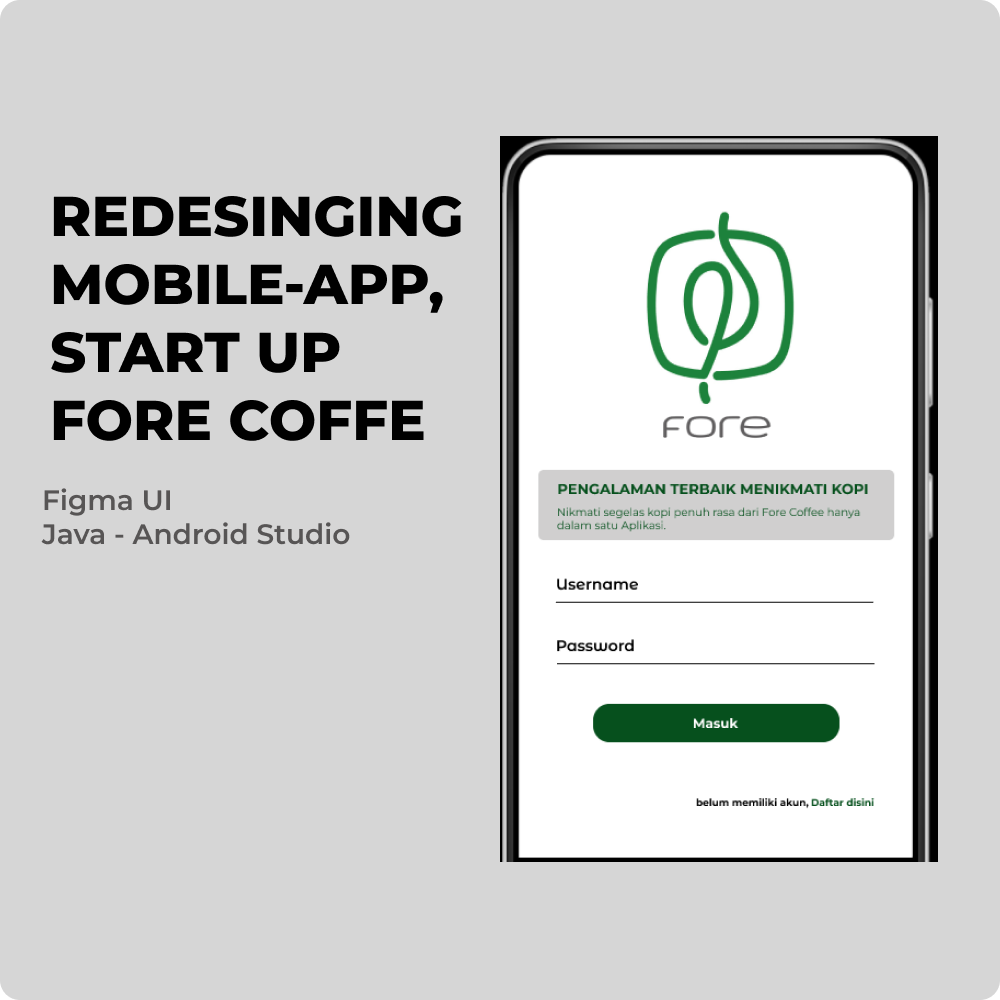 REDESINGING
MOBILE-APP,
START UP
FORE COFFE
Figma UI
Java - Android Studio
Fore
PENGALAMAN TERBAIK MENIKMATI KOPI
Nikmati segelas kopi penuh rasa dari Fore Coffee hanya
dalam satu Aplikasi.
Username
Password
Masuk
belum memiliki akun, Daftar disini